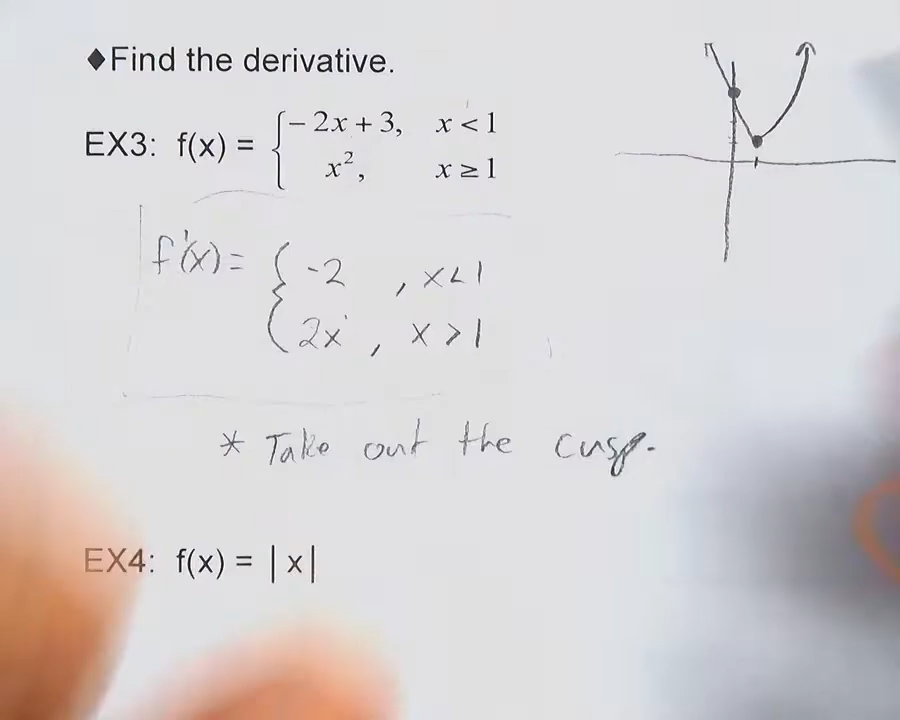 ♦Find the derivative.
EX3: f(x) = { -2x + 3, x < 1
x², x ≥ 1
f'(x) = { -2 , x < 1
2x , x > 1
* Take out the cusp.
EX4: f(x) = | x |